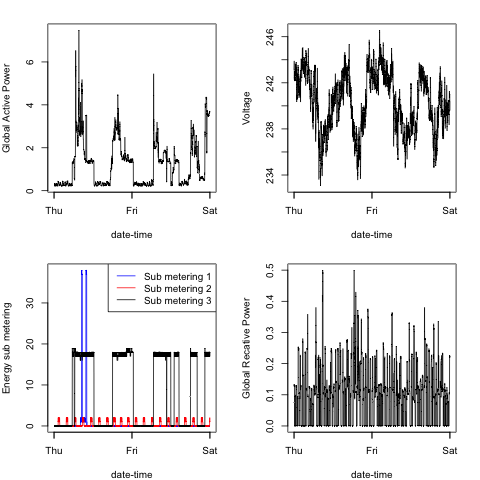 Global Active Power
0 2 4 6
Thu Fri Sat
date-time
Voltage
234 238 242 246
Thu Fri Sat
date-time
Energy sub metering
0 10 20 30
Sub metering 1
Sub metering 2
Sub metering 3
Thu Fri Sat
date-time
Global Recative Power
0.0 0.1 0.2 0.3 0.4 0.5
Thu Fri Sat
date-time